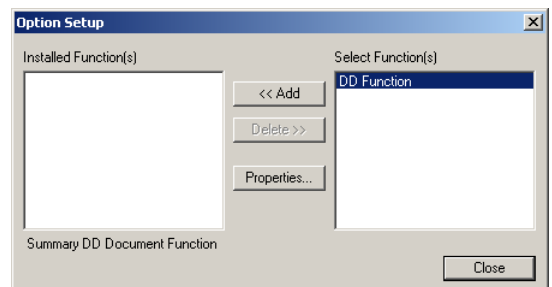 Option Setup
Installed Function(s)
Select Function(s)
DD Function
<< Add
Delete >>
Properties...
Summary DD Document Function
Close